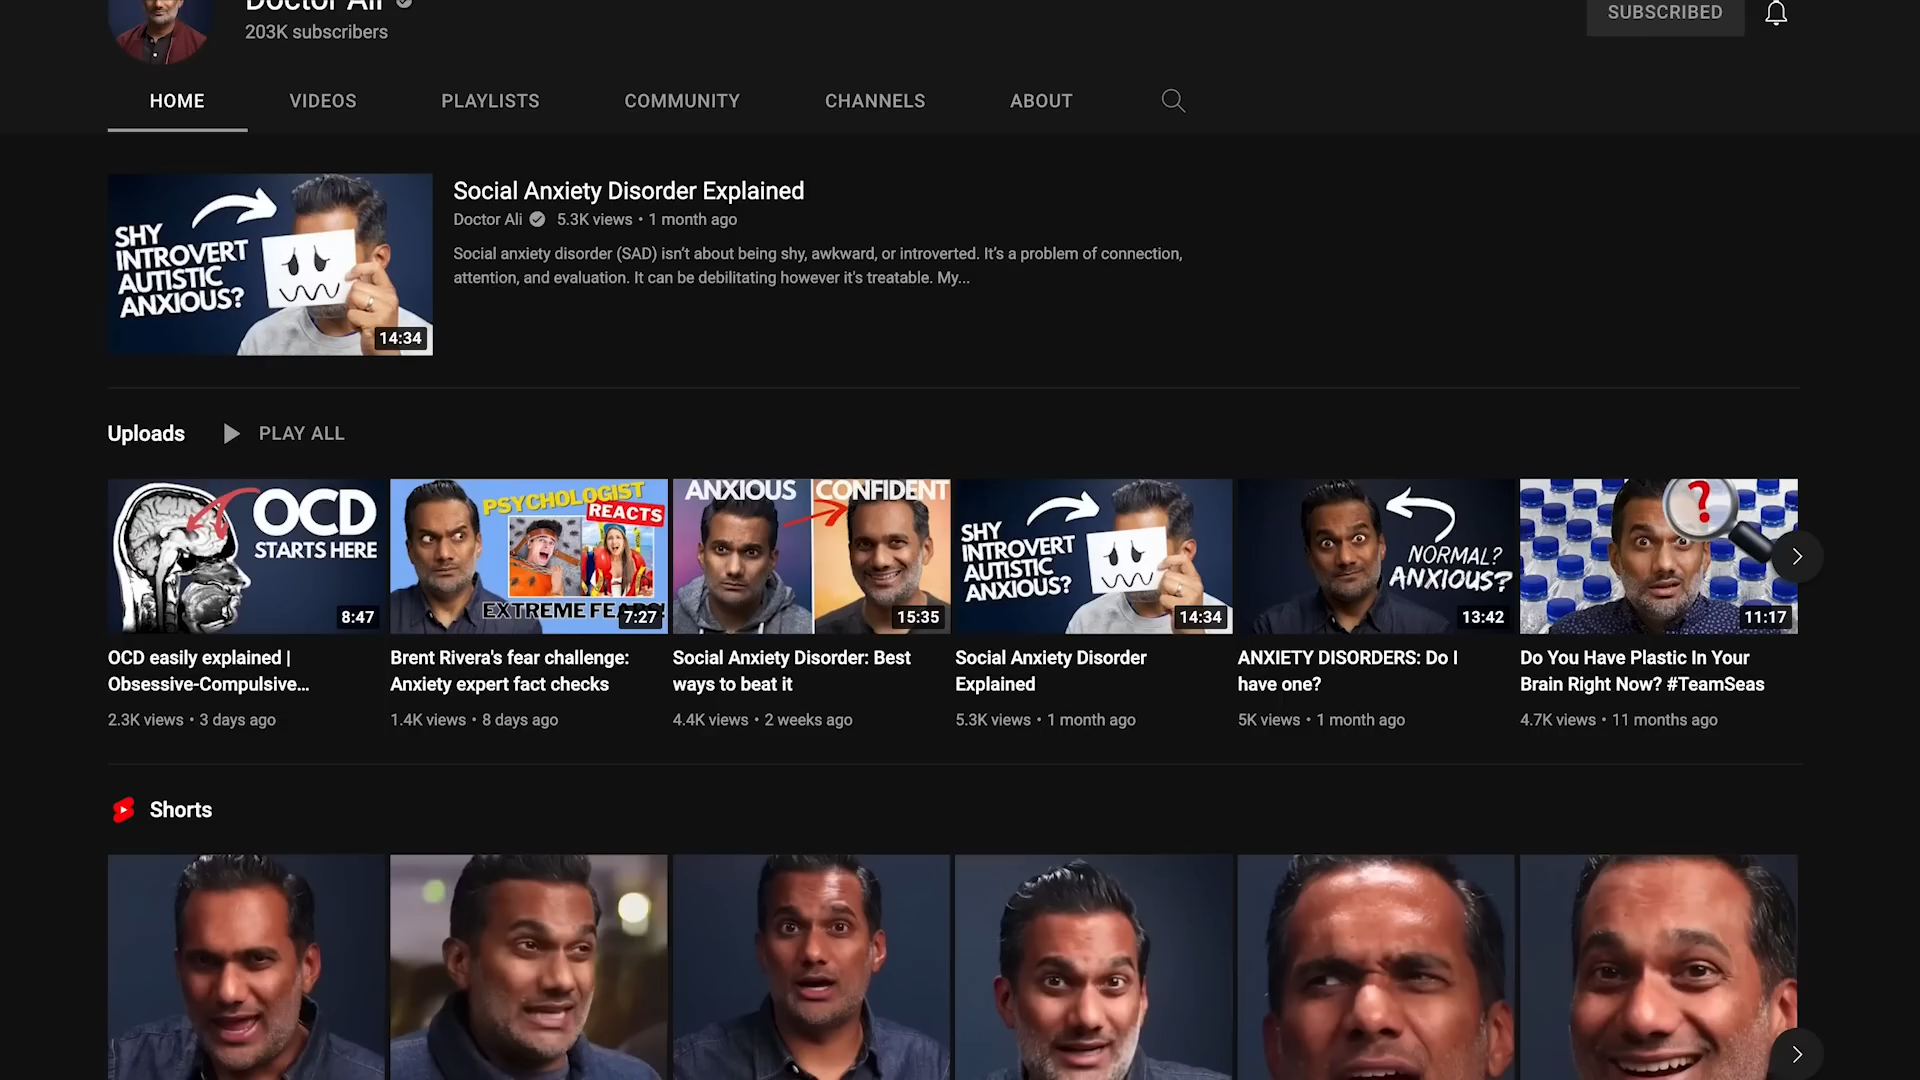 Doctor Ali
203K subscribers
SUBSCRIBED
HOME
VIDEOS
PLAYLISTS
COMMUNITY
CHANNELS
ABOUT
SHY
INTROVERT
AUTISTIC
ANXIOUS?
14:34
Social Anxiety Disorder Explained
Doctor Ali 5.3K views • 1 month ago
Social anxiety disorder (SAD) isn’t about being shy, awkward, or introverted. It’s a problem of connection,
attention, and evaluation. It can be debilitating however it's treatable. My...
Uploads
PLAY ALL
OCD
STARTS HERE
8:47
PSYCHOLOGIST
REACTS
EXTREME FEARS!
7:27
ANXIOUS
CONFIDENT
15:35
SHY
INTROVERT
AUTISTIC
ANXIOUS?
14:34
NORMAL?
ANXIOUS?
13:42
?
11:17
OCD easily explained |
Obsessive-Compulsive...
2.3K views • 3 days ago
Brent Rivera's fear challenge:
Anxiety expert fact checks
1.4K views • 8 days ago
Social Anxiety Disorder: Best
ways to beat it
4.4K views • 2 weeks ago
Social Anxiety Disorder
Explained
5.3K views • 1 month ago
ANXIETY DISORDERS: Do I
have one?
5K views • 1 month ago
Do You Have Plastic In Your
Brain Right Now? #TeamSeas
4.7K views • 11 months ago
Shorts